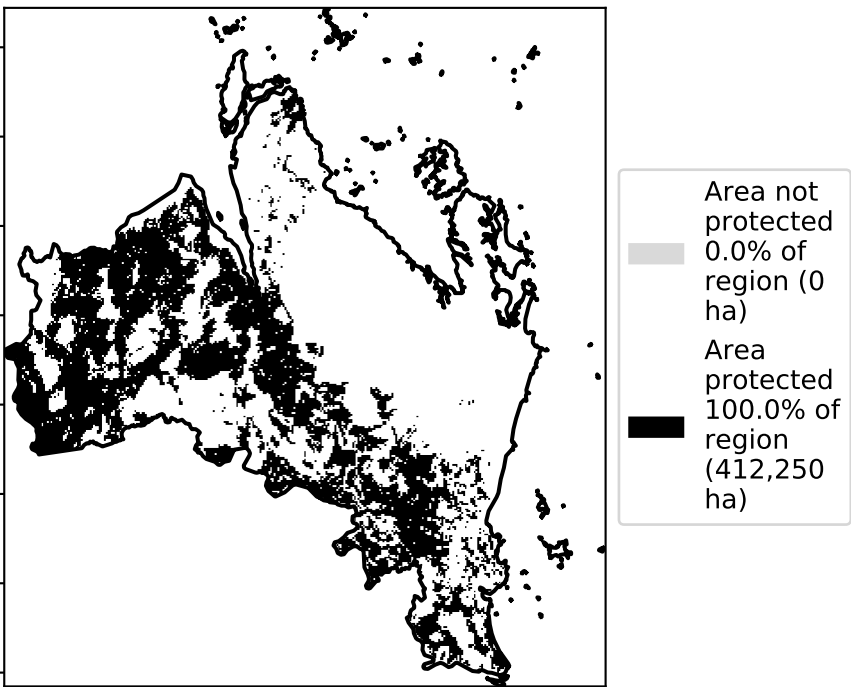 Area not
protected
0.0% of
region (0
ha)
Area
protected
100.0% of
region
(412,250
ha)